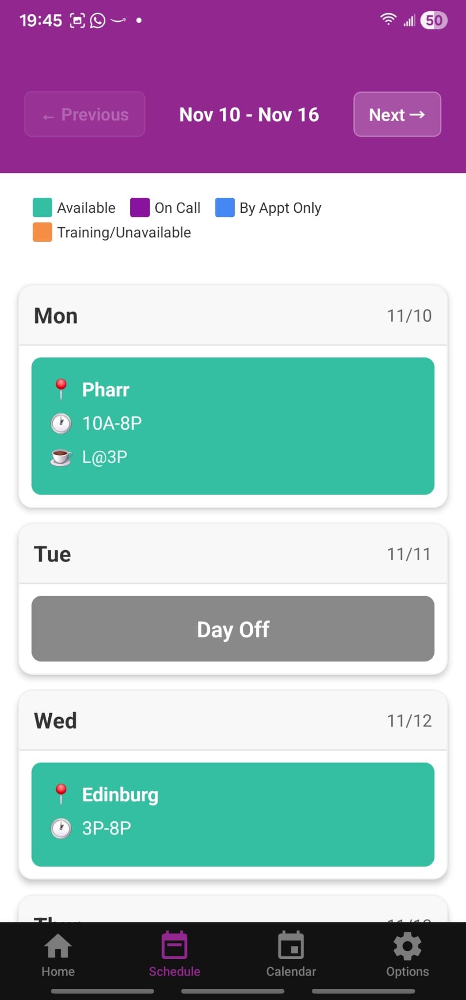 19:45
50
← Previous
Nov 10 - Nov 16
Next →
Available
On Call
By Appt Only
Training/Unavailable
Mon
11/10
Pharr
10A-8P
L@3P
Tue
11/11
Day Off
Wed
11/12
Edinburg
3P-8P
Home
Schedule
Calendar
Options